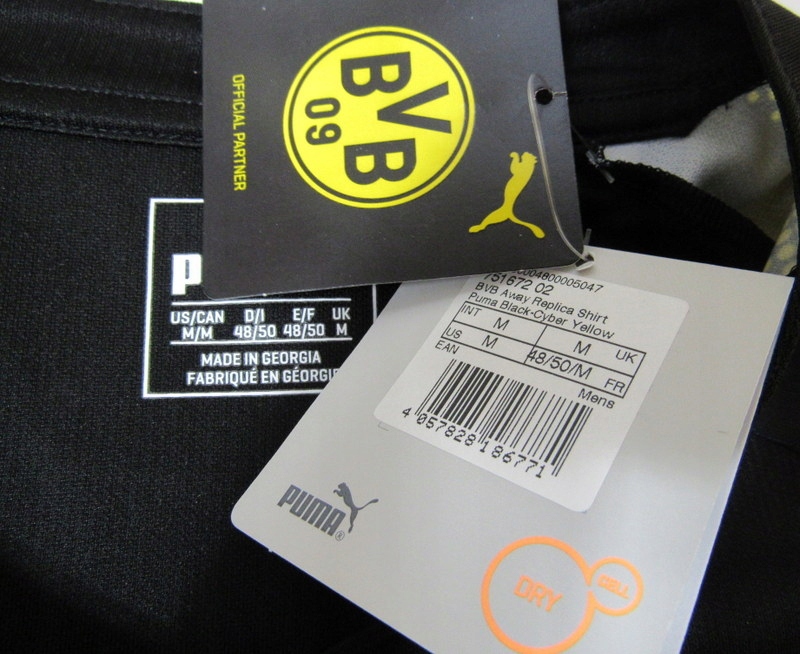 BVB
09
OFFICIAL PARTNER
US/CAN D/I E/F UK
M/M 48/50 48/50 M
MADE IN GEORGIA
FABRIQUÉ EN GÉORGI
751672 02
BVB Away Replica Shirt
Puma Black-Cyber Yellow
INT M M UK
US M 48/50/M FR
EAN Mens
4 057828 186771
PUMA
DRY
CELL